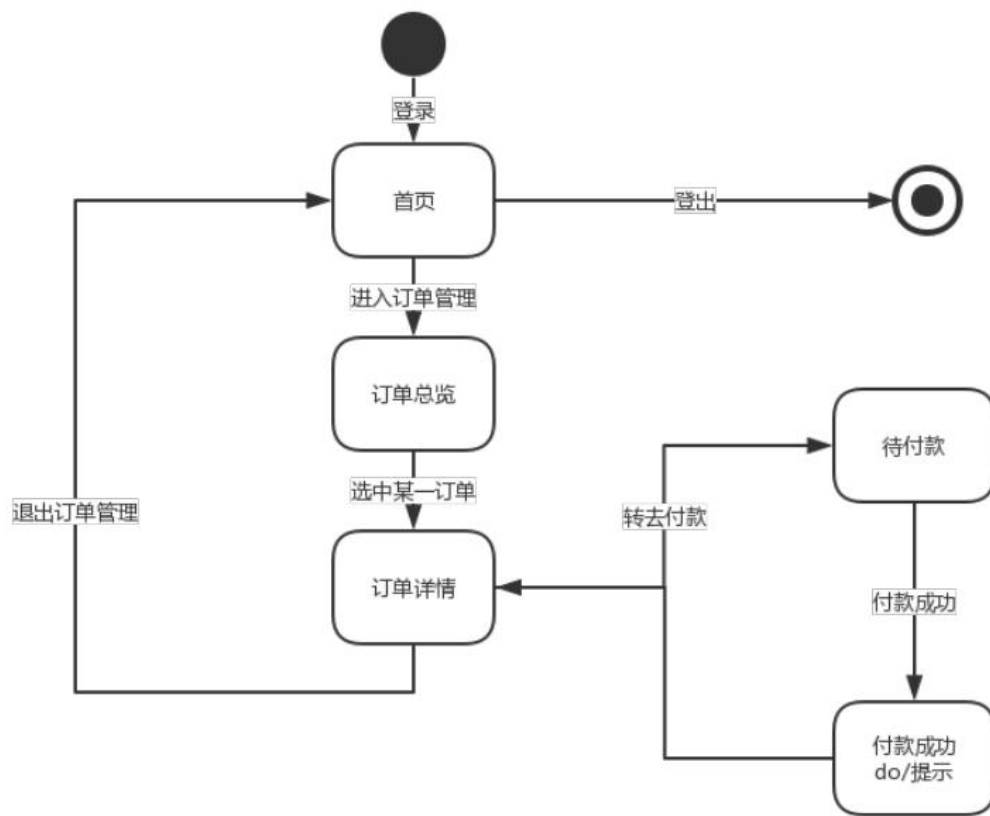 登录
首页
登出
进入订单管理
订单总览
待付款
选中某一订单
退出订单管理
转去付款
订单详情
付款成功
付款成功
do/提示